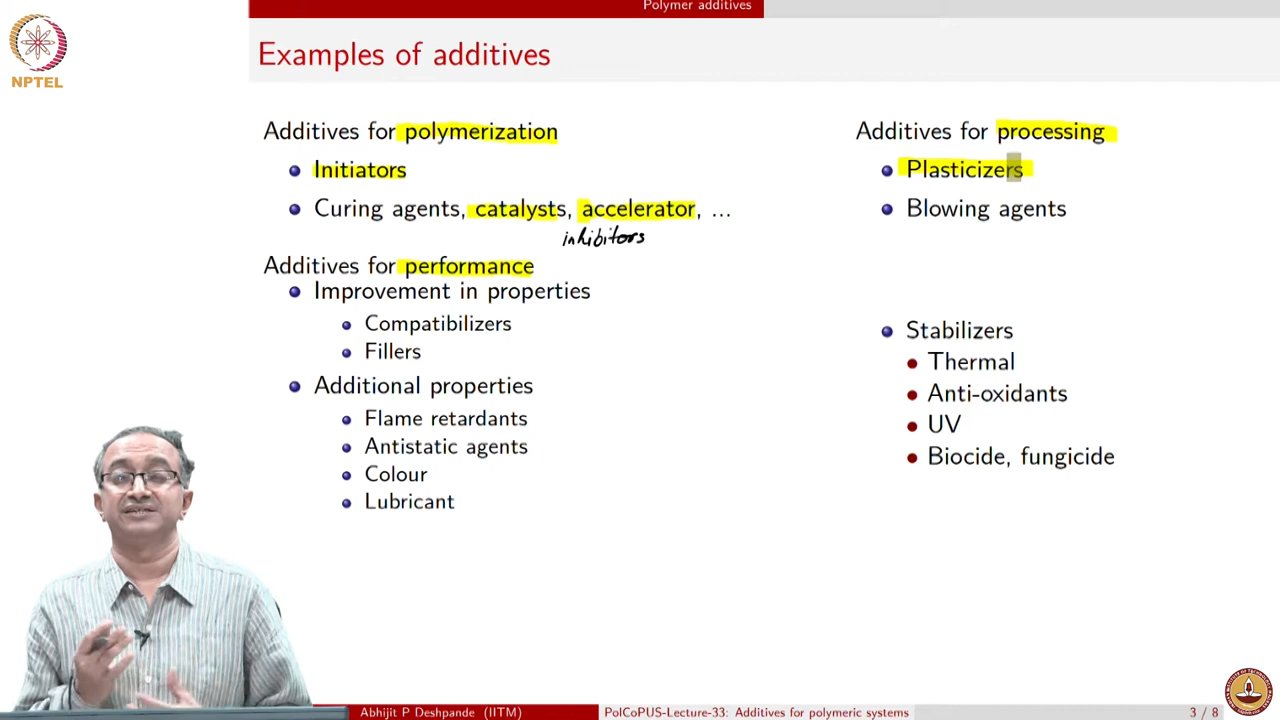 Polymer additives
NPTEL
Examples of additives
Additives for polymerization
Initiators
Curing agents, catalysts, accelerator, ...
inhibitors
Additives for performance
Improvement in properties
Compatibilizers
Fillers
Additional properties
Flame retardants
Antistatic agents
Colour
Lubricant
Additives for processing
Plasticizers
Blowing agents
Stabilizers
Thermal
Anti-oxidants
UV
Biocide, fungicide
Abhijit P Deshpande (IITM)
PolCoPUS-Lecture-33: Additives for polymeric systems
3 / 8